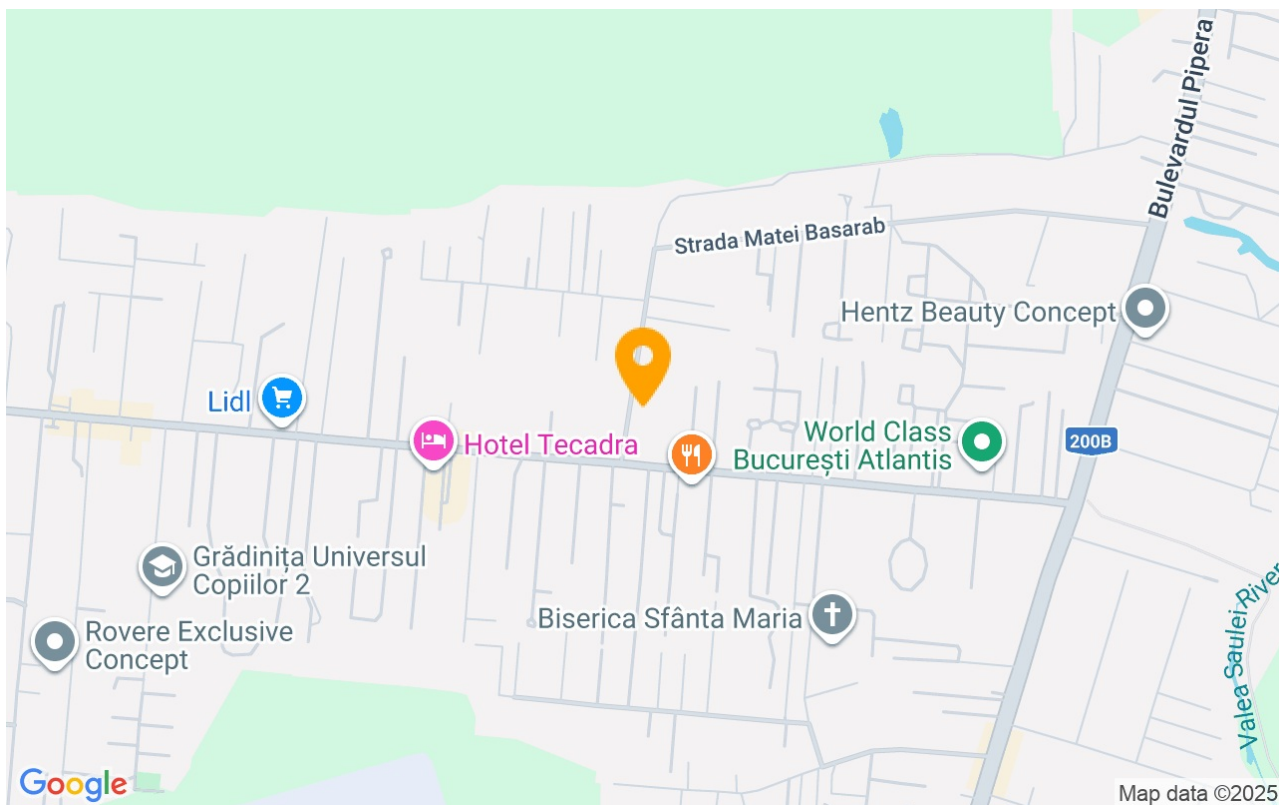 Bulevardul Pipera
Strada Matei Basarab
Hentz Beauty Concept
Lidl
Hotel Tecadra
World Class
București Atlantis
200B
Grădinița Universul
Copiilor 2
Biserica Sfânta Maria
Rovere Exclusive
Concept
Valea Saulei River
Google
Map data ©2025